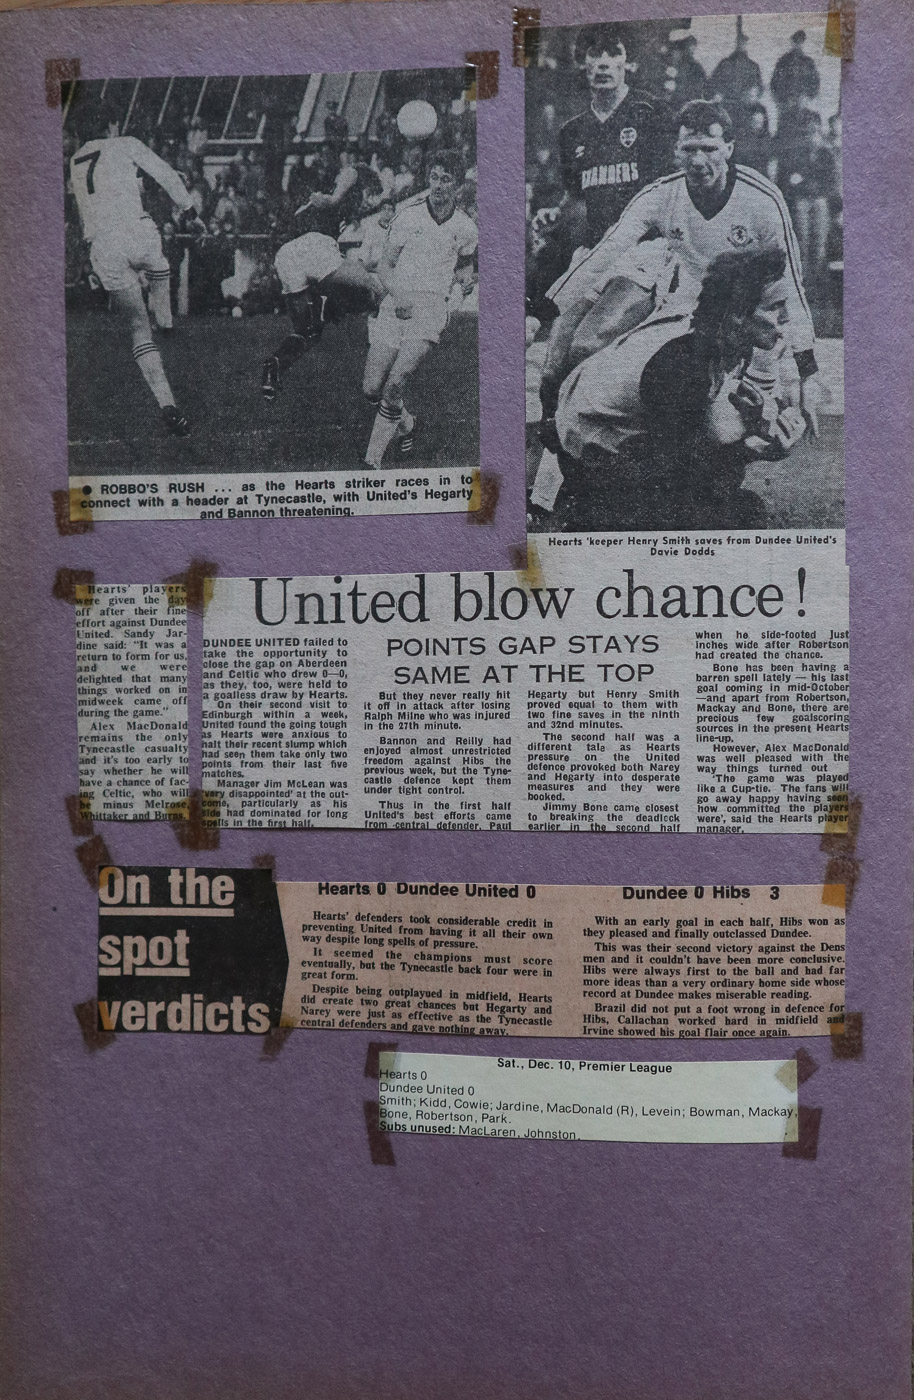 7
RANGERS
● ROBBO'S RUSH ... as the Hearts striker races in to
connect with a header at Tynecastle, with United's Hegarty
and Bannon threatening.
Hearts 'keeper Henry Smith saves from Dundee United's
Davie Dodds
Hearts' players
were given the day
off after their fine
effort against Dundee
United. Sandy Jar-
dine said: "It was a
return to form for us,
and we were
delighted that many
things worked on in
midweek came off
during the game."
Alex MacDonald
remains the only
Tynecastle casualty
and it's too early to
say whether he will
have a chance of fac-
ing Celtic, who will
be minus Melrose,
Whittaker and Burns.
United blow chance!
POINTS GAP STAYS
SAME AT THE TOP
DUNDEE UNITED failed to
take the opportunity to
close the gap on Aberdeen
and Celtic who drew 0—0,
as they, too, were held to
a goalless draw by Hearts.
On their second visit to
Edinburgh within a week,
United found the going tough
as Hearts were anxious to
halt their recent slump which
had seen them take only two
points from their last five
matches.
Manager Jim McLean was
'very disappointed' at the out-
come, particularly as his
side had dominated for long
spells in the first half.
But they never really hit
it off in attack after losing
Ralph Milne who was injured
in the 27th minute.
Bannon and Reilly had
enjoyed almost unrestricted
freedom against Hibs the
previous week, but the Tyne-
castle defence kept them
under tight control.
Thus in the first half
United's best efforts came
from central defender, Paul
Hegarty but Henry Smith
proved equal to them with
two fine saves in the ninth
and 32nd minutes.
The second half was a
different tale as Hearts
pressure on the United
defence provoked both Narey
and Hegarty into desperate
measures and they were
booked.
Jimmy Bone came closest
to breaking the deadlock
earlier in the second half
when he side-footed just
inches wide after Robertson
had created the chance.
Bone has been having a
barren spell lately — his last
goal coming in mid-October
—and apart from Robertson,
Mackay and Bone, there are
precious few goalscoring
sources in the present Hearts
line-up.
However, Alex MacDonald
was well pleased with the
way things turned out —
'The game was played
like a Cup-tie. The fans will
go away happy having seen
how committed the players
were', said the Hearts player
manager.
On the
spot
verdicts
Hearts 0 Dundee United 0
Hearts' defenders took considerable credit in
preventing United from having it all their own
way despite long spells of pressure.
It seemed the champions must score
eventually, but the Tynecastle back four were in
great form.
Despite being outplayed in midfield, Hearts
did create two great chances but Hegarty and
Narey were just as effective as the Tynecastle
central defenders and gave nothing away.
Dundee 0 Hibs 3
With an early goal in each half, Hibs won as
they pleased and finally outclassed Dundee.
This was their second victory against the Dens
men and it couldn't have been more conclusive.
Hibs were always first to the ball and had far
more ideas than a very ordinary home side whose
record at Dundee makes miserable reading.
Brazil did not put a foot wrong in defence for
Hibs, Callachan worked hard in midfield and
Irvine showed his goal flair once again.
Sat., Dec. 10, Premier League
Hearts 0
Dundee United 0
Smith; Kidd, Cowie; Jardine, MacDonald (R), Levein; Bowman, Mackay,
Bone, Robertson, Park.
Subs unused: MacLaren, Johnston.